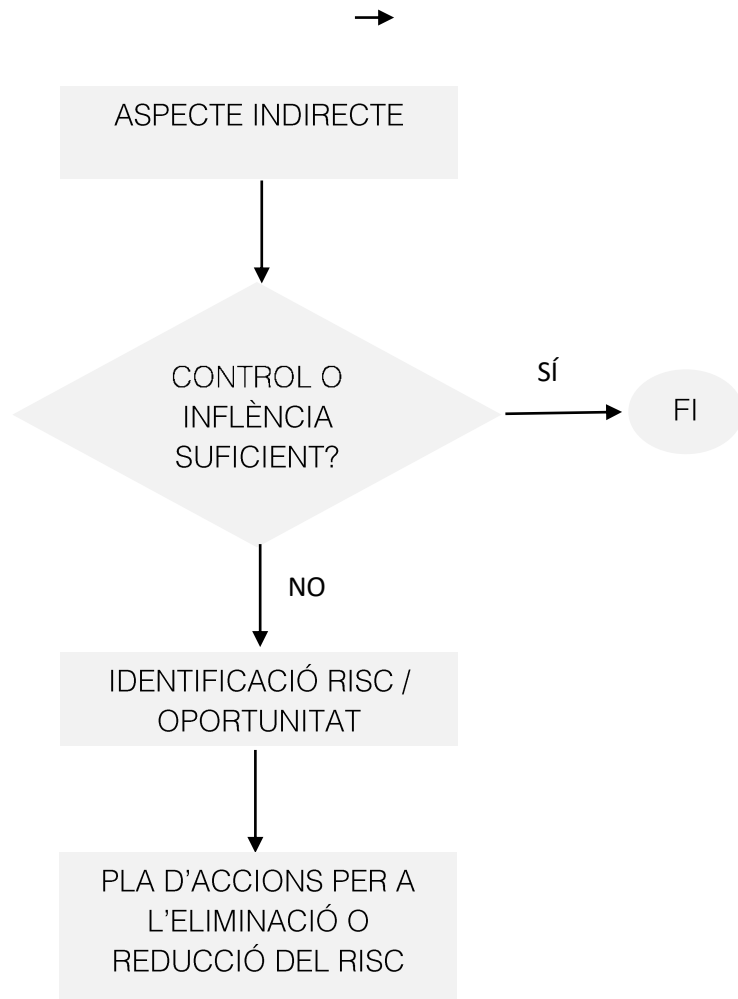 ASPECTE INDIRECTE
CONTROL O
INFLÈNCIA
SUFICIENT?
SÍ
FI
NO
IDENTIFICACIÓ RISC /
OPORTUNITAT
PLA D'ACCIONS PER A
L'ELIMINACIÓ O
REDUCCIÓ DEL RISC